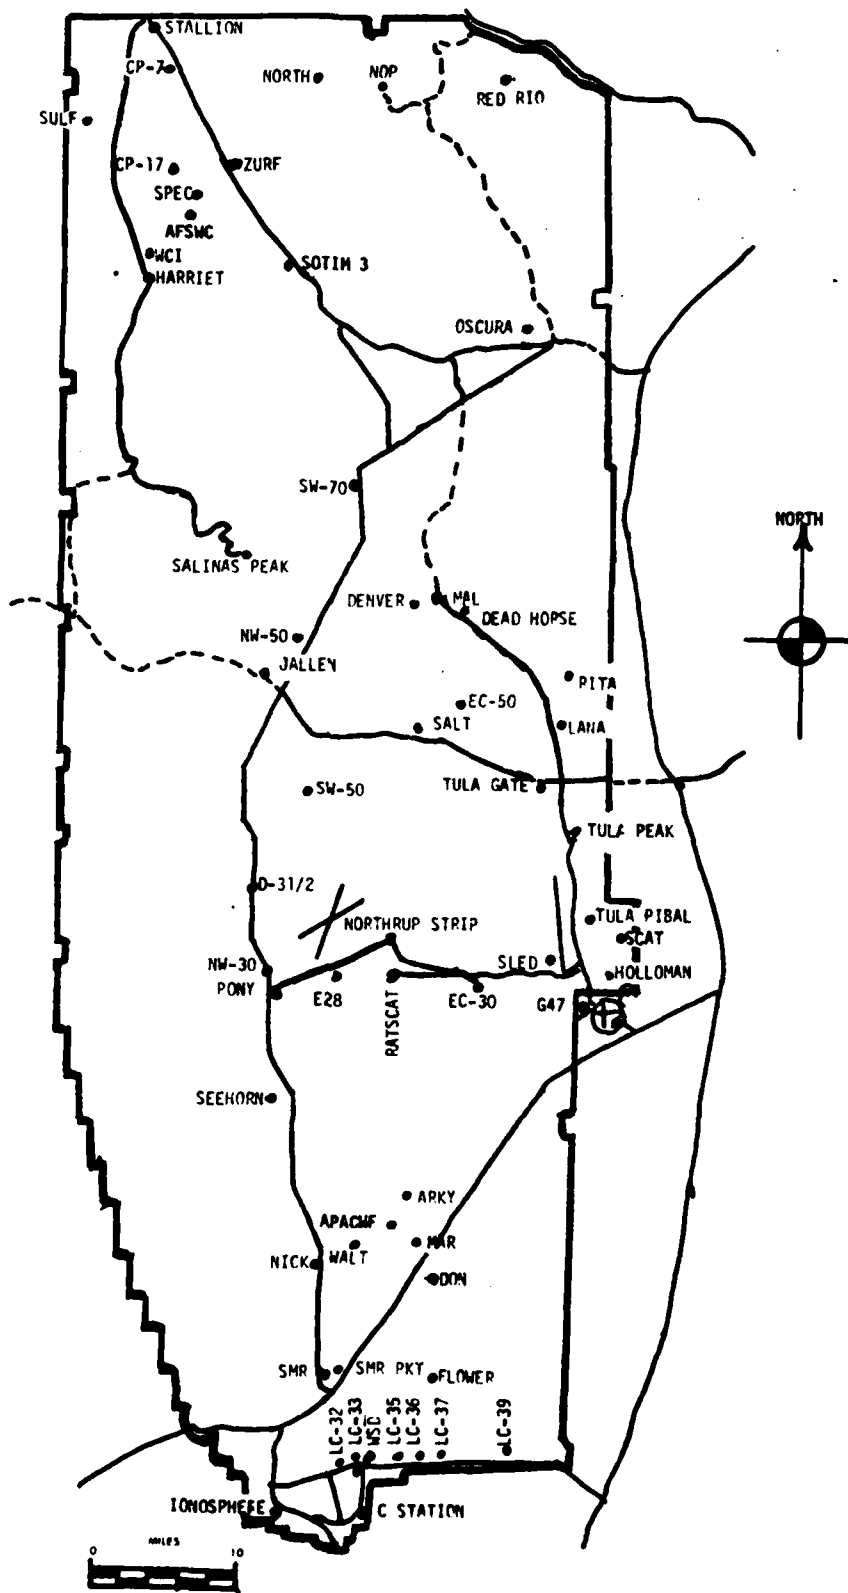 STALLION
CP-7
NORTH
NOP
RED RIO
SULF
CP-17
ZURF
SPEC
AFSWC
WCI
HARRIET
SOTIM 3
OSCURA
SW-70
NORTH
SALINAS PEAK
DENVER
MAL
DEAD HORSE
NW-50
JALLEN
RITA
EC-50
SALT
LANA
SW-50
TULA GATE
TULA PEAK
D-31/2
NORTHRUP STRIP
TULA PIBAL
SCAT
NW-30
SLED
HOLLOMAN
PONY
E28
RATSCAT
EC-30
G47
SEEHORN
ARKY
APACHE
MAR
NICK
WALT
DON
SMR
SMR PKT
FLOWER
LC-32
LC-33
WSD
LC-35
LC-36
LC-37
LC-39
IONOSPHERE
C STATION
0 MILES 10